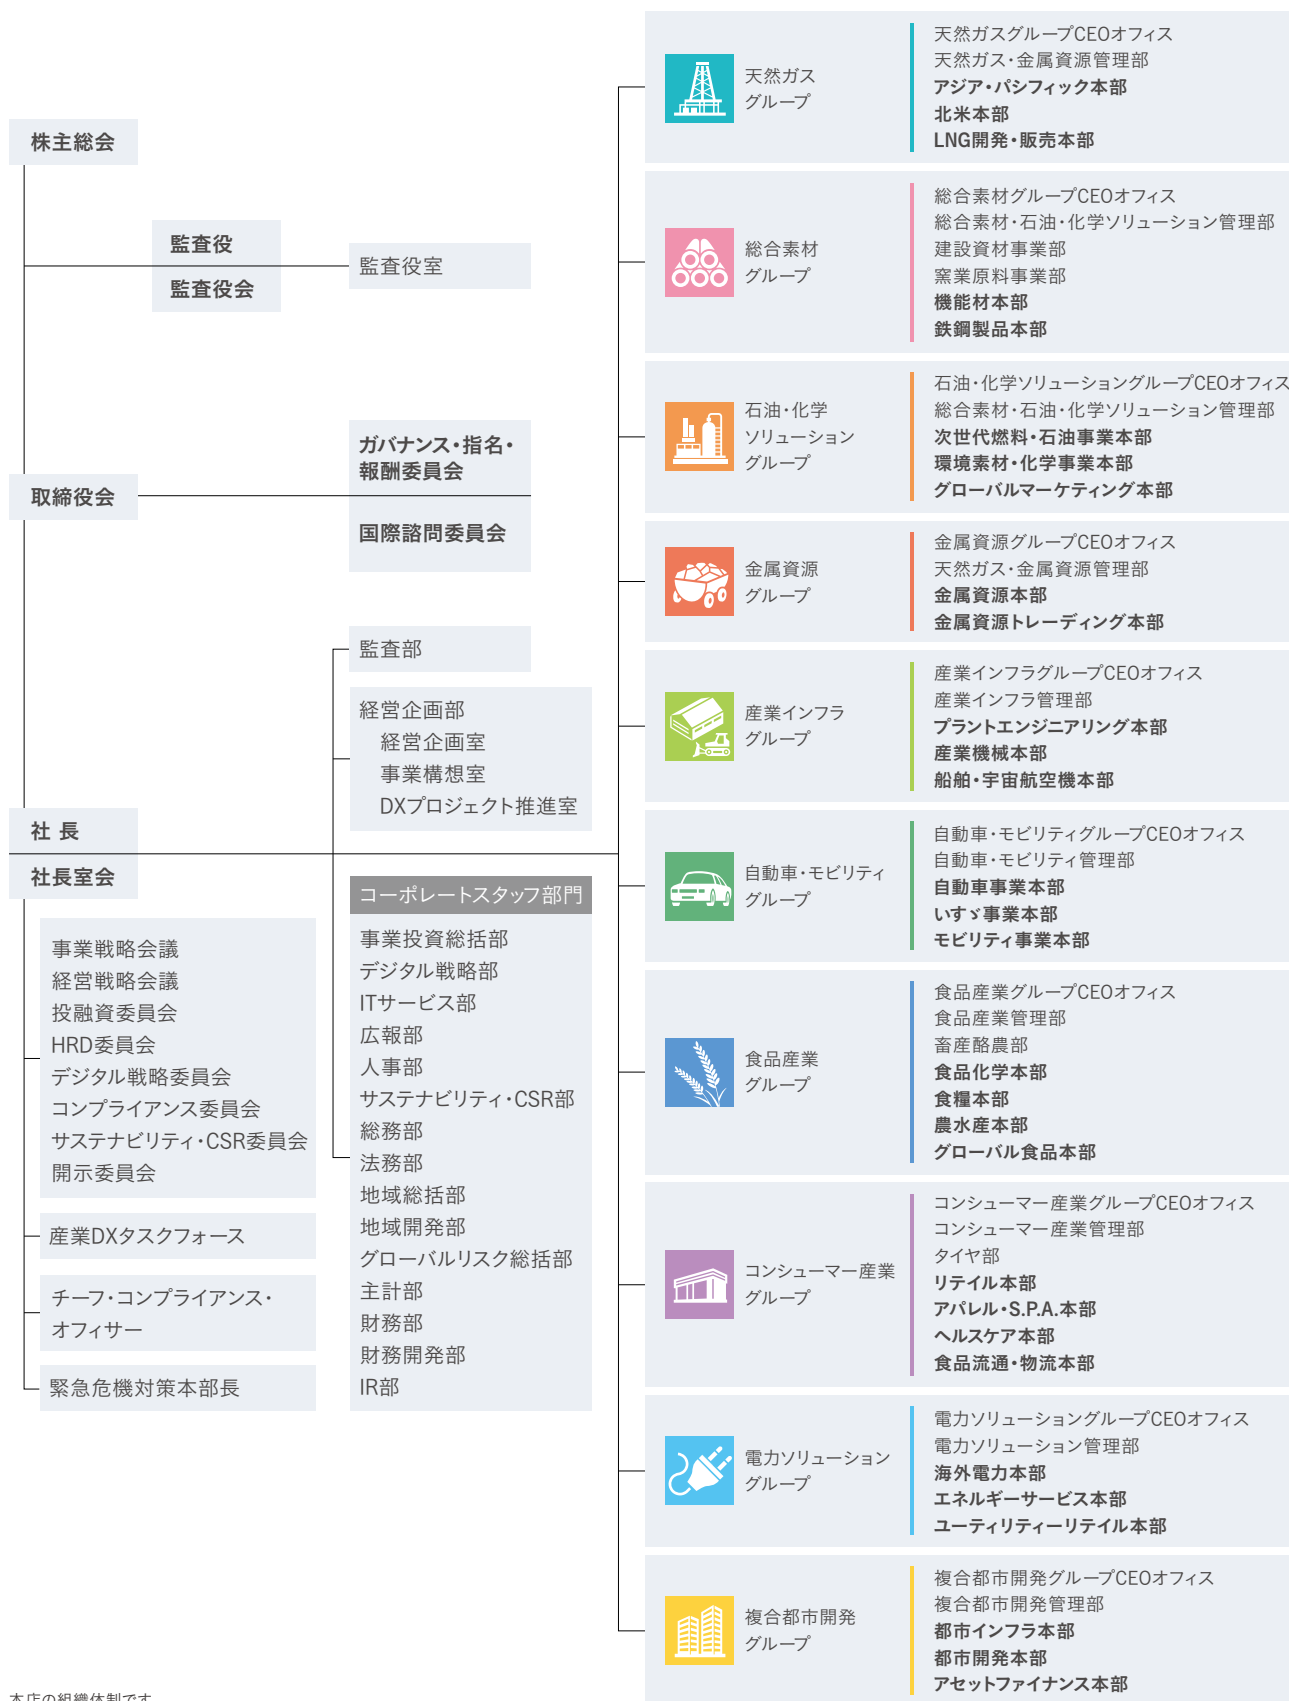 株主総会
監査役
監査役会
監査役室
取締役会
ガバナンス・指名・
報酬委員会
国際諮問委員会
監査部
経営企画部
経営企画室
事業構想室
DXプロジェクト推進室
社 長
社長室会
事業戦略会議
経営戦略会議
投融資委員会
HRD委員会
デジタル戦略委員会
コンプライアンス委員会
サステナビリティ・CSR委員会
開示委員会
産業DXタスクフォース
チーフ・コンプライアンス・
オフィサー
緊急危機対策本部長
コーポレートスタッフ部門
事業投資総括部
デジタル戦略部
ITサービス部
広報部
人事部
サステナビリティ・CSR部
総務部
法務部
地域総括部
地域開発部
グローバルリスク総括部
主計部
財務部
財務開発部
IR部
天然ガス
グループ
天然ガスグループCEOオフィス
天然ガス・金属資源管理部
アジア・パシフィック本部
北米本部
LNG開発・販売本部
総合素材
グループ
総合素材グループCEOオフィス
総合素材・石油・化学ソリューション管理部
建設資材事業部
窯業原料事業部
機能材本部
鉄鋼製品本部
石油・化学
ソリューション
グループ
石油・化学ソリューショングループCEOオフィス
総合素材・石油・化学ソリューション管理部
次世代燃料・石油事業本部
環境素材・化学事業本部
グローバルマーケティング本部
金属資源
グループ
金属資源グループCEOオフィス
天然ガス・金属資源管理部
金属資源本部
金属資源トレーディング本部
産業インフラ
グループ
産業インフラグループCEOオフィス
産業インフラ管理部
プラントエンジニアリング本部
産業機械本部
船舶・宇宙航空機本部
自動車・モビリティ
グループ
自動車・モビリティグループCEOオフィス
自動車・モビリティ管理部
自動車事業本部
いすゞ事業本部
モビリティ事業本部
食品産業
グループ
食品産業グループCEOオフィス
食品産業管理部
畜産酪農部
食品化学本部
食糧本部
農水産本部
グローバル食品本部
コンシューマー産業
グループ
コンシューマー産業グループCEOオフィス
コンシューマー産業管理部
タイヤ部
リテイル本部
アパレル・S.P.A.本部
ヘルスケア本部
食品流通・物流本部
電力ソリューション
グループ
電力ソリューショングループCEOオフィス
電力ソリューション管理部
海外電力本部
エネルギーサービス本部
ユーティリティーリテイル本部
複合都市開発
グループ
複合都市開発グループCEOオフィス
複合都市開発管理部
都市インフラ本部
都市開発本部
アセットファイナンス本部
本店の組織体制です